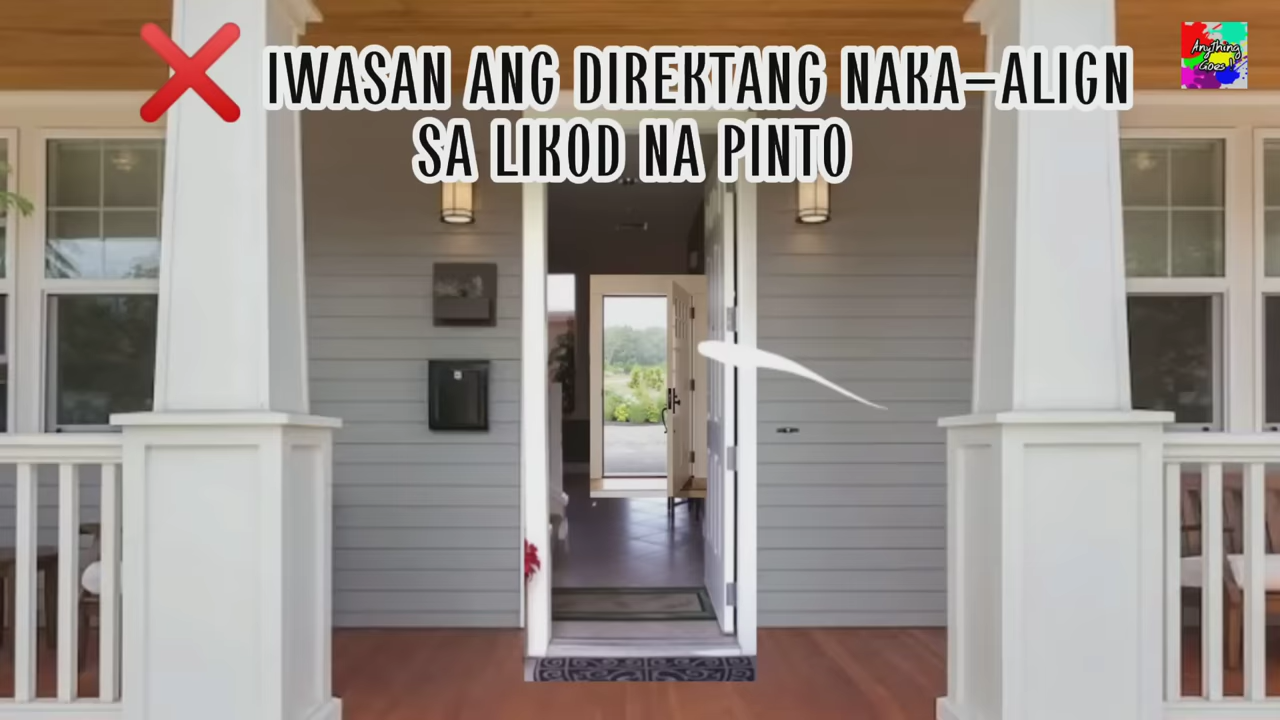 IWASAN ANG DIREKTANG NAKA-ALIGN
SA LIKOD NA PINTO
Anything
Goes!